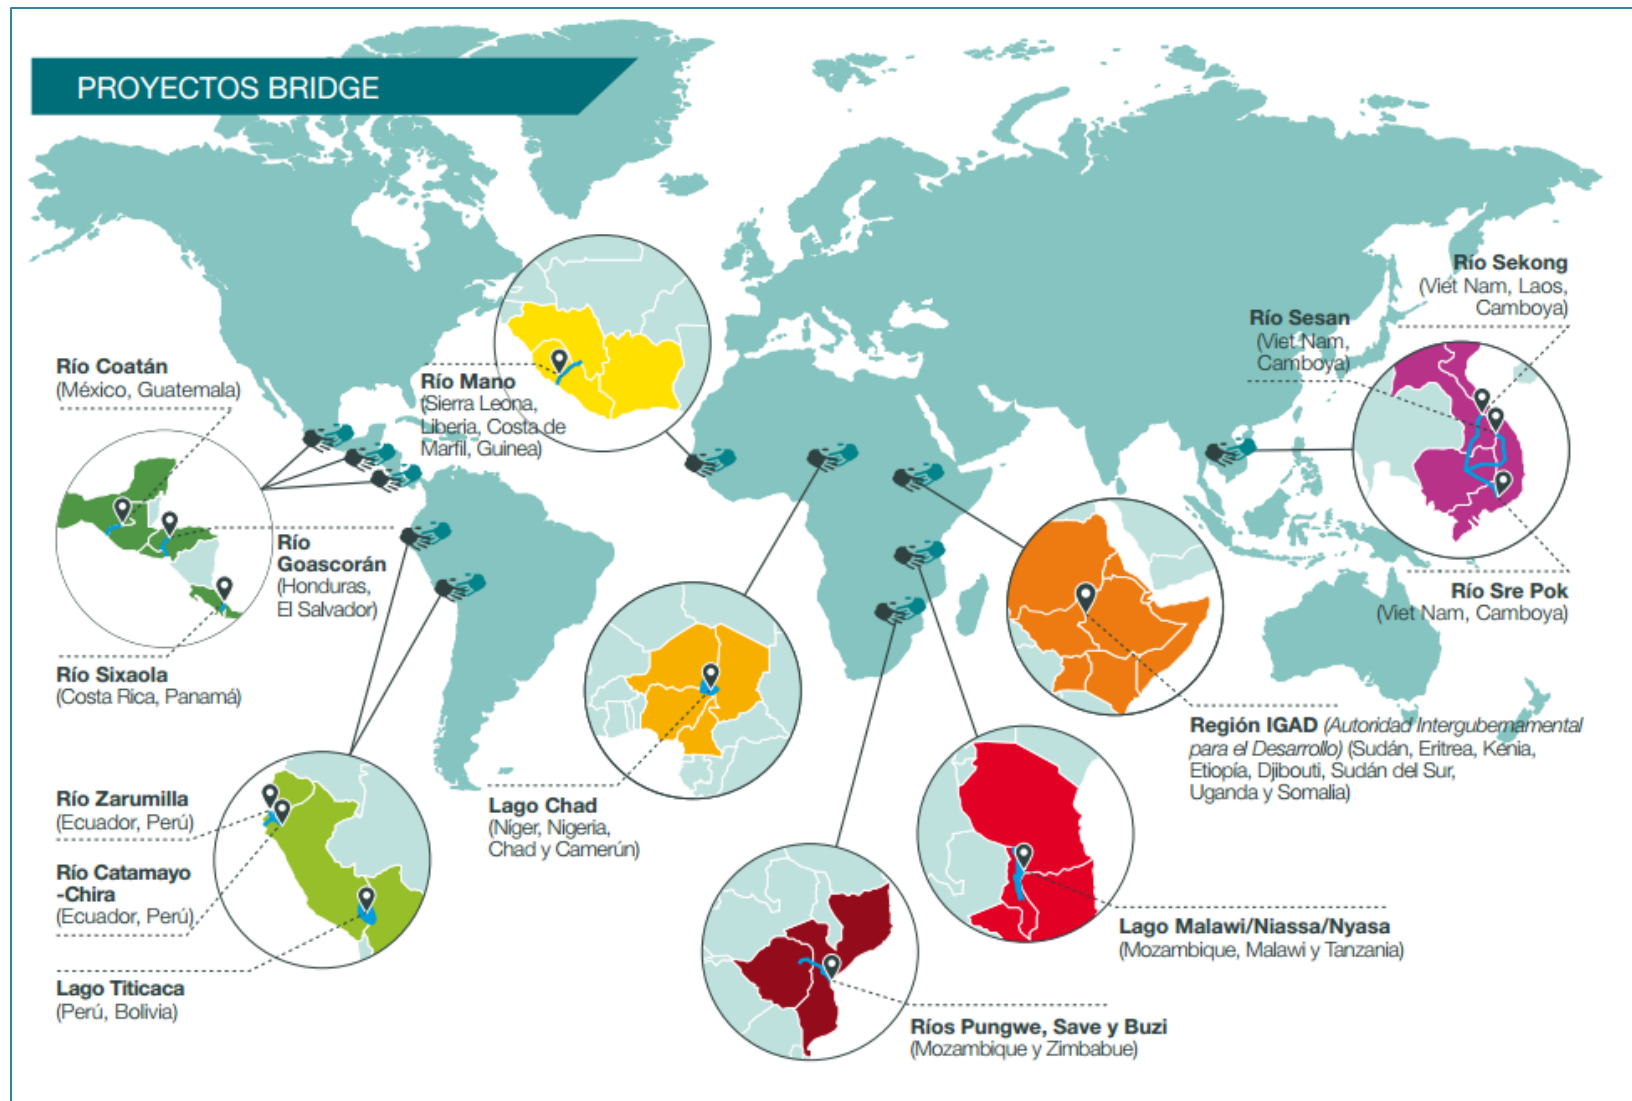 PROYECTOS BRIDGE
Río Sekong
(Viet Nam, Laos,
Camboya)
Río Sesan
(Viet Nam,
Camboya)
Río Coatán
(México, Guatemala)
Río Mano
(Sierra Leona,
Liberia, Costa de
Marfil, Guinea)
Río
Goascorán
(Honduras,
El Salvador)
Río Sre Pok
(Viet Nam, Camboya)
Río Sixaola
(Costa Rica, Panamá)
Región IGAD (Autoridad Intergubernamental
para el Desarrollo) (Sudán, Eritrea, Kenia,
Etiopía, Djibouti, Sudán del Sur,
Uganda y Somalia)
Río Zarumilla
(Ecuador, Perú)
Lago Chad
(Níger, Nigeria,
Chad y Camerún)
Río Catamayo
-Chira
(Ecuador, Perú)
Lago Malawi/Niassa/Nyasa
(Mozambique, Malawi y Tanzania)
Lago Titicaca
(Perú, Bolivia)
Ríos Pungwe, Save y Buzi
(Mozambique y Zimbabue)